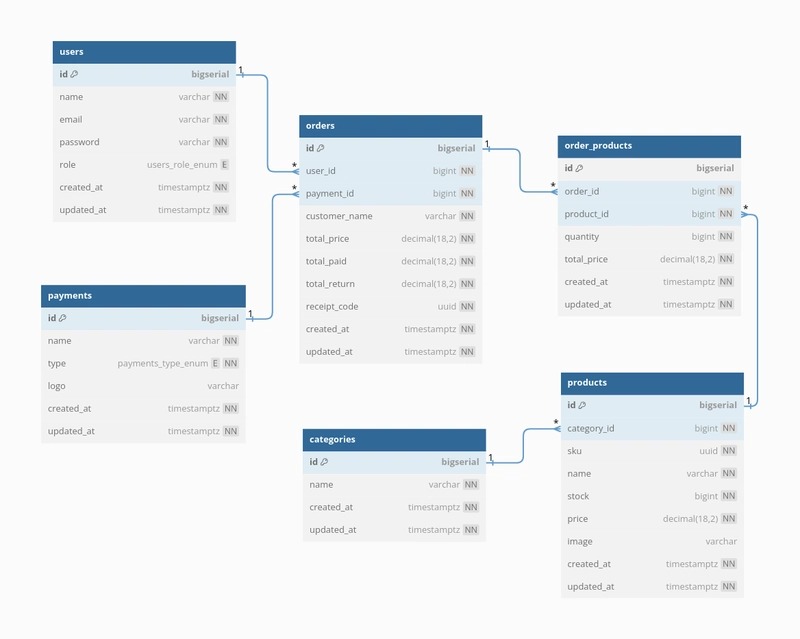 users
id bigserial
name varchar NN
email varchar NN
password varchar NN
role users_role_enum E
created_at timestamptz NN
updated_at timestamptz NN
1
*
*
orders
id bigserial
user_id bigint NN
payment_id bigint NN
customer_name varchar NN
total_price decimal(18,2) NN
total_paid decimal(18,2) NN
total_return decimal(18,2) NN
receipt_code uuid NN
created_at timestamptz NN
updated_at timestamptz NN
1
*
order_products
id bigserial
order_id bigint NN
product_id bigint NN
quantity bigint NN
total_price decimal(18,2) NN
created_at timestamptz NN
updated_at timestamptz NN
*
payments
id bigserial
name varchar NN
type payments_type_enum E NN
logo varchar
created_at timestamptz NN
updated_at timestamptz NN
1
categories
id bigserial
name varchar NN
created_at timestamptz NN
updated_at timestamptz NN
1
*
products
id bigserial
category_id bigint NN
sku uuid NN
name varchar NN
stock bigint NN
price decimal(18,2) NN
image varchar
created_at timestamptz NN
updated_at timestamptz NN
1